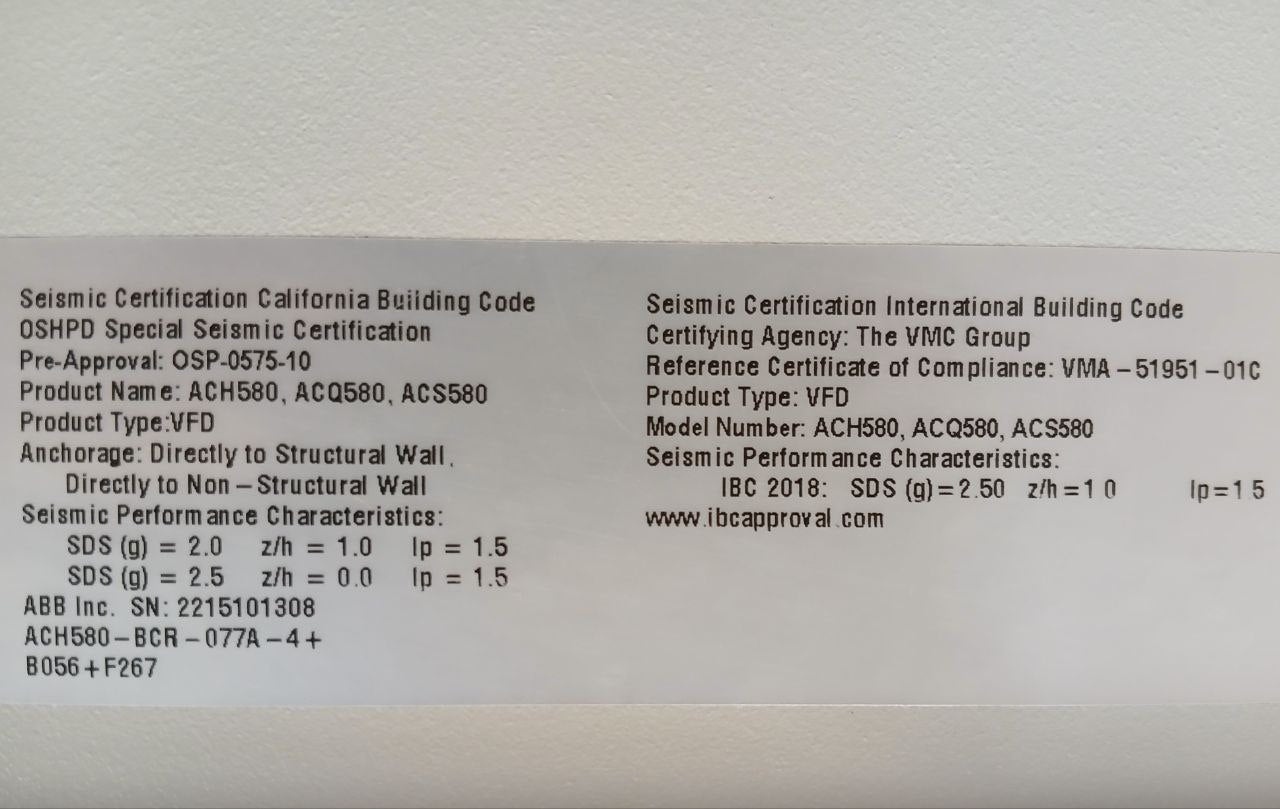 Seismic Certification California Building Code
OSHPD Special Seismic Certification
Pre-Approval: OSP-0575-10
Product Name: ACH580, ACQ580, ACS580
Product Type:VFD
Anchorage: Directly to Structural Wall,
Directly to Non-Structural Wall
Seismic Performance Characteristics:
SDS (g) = 2.0 z/h = 1.0 Ip = 1.5
SDS (g) = 2.5 z/h = 0.0 Ip = 1.5
ABB Inc. SN: 2215101308
ACH580-BCR-077A-4+
B056+F267
Seismic Certification International Building Code
Certifying Agency: The VMC Group
Reference Certificate of Compliance: VMA-51951-01C
Product Type: VFD
Model Number: ACH580, ACQ580, ACS580
Seismic Performance Characteristics:
IBC 2018: SDS (g)=2.50 z/h=1.0 Ip=1.5
www.ibcapproval.com